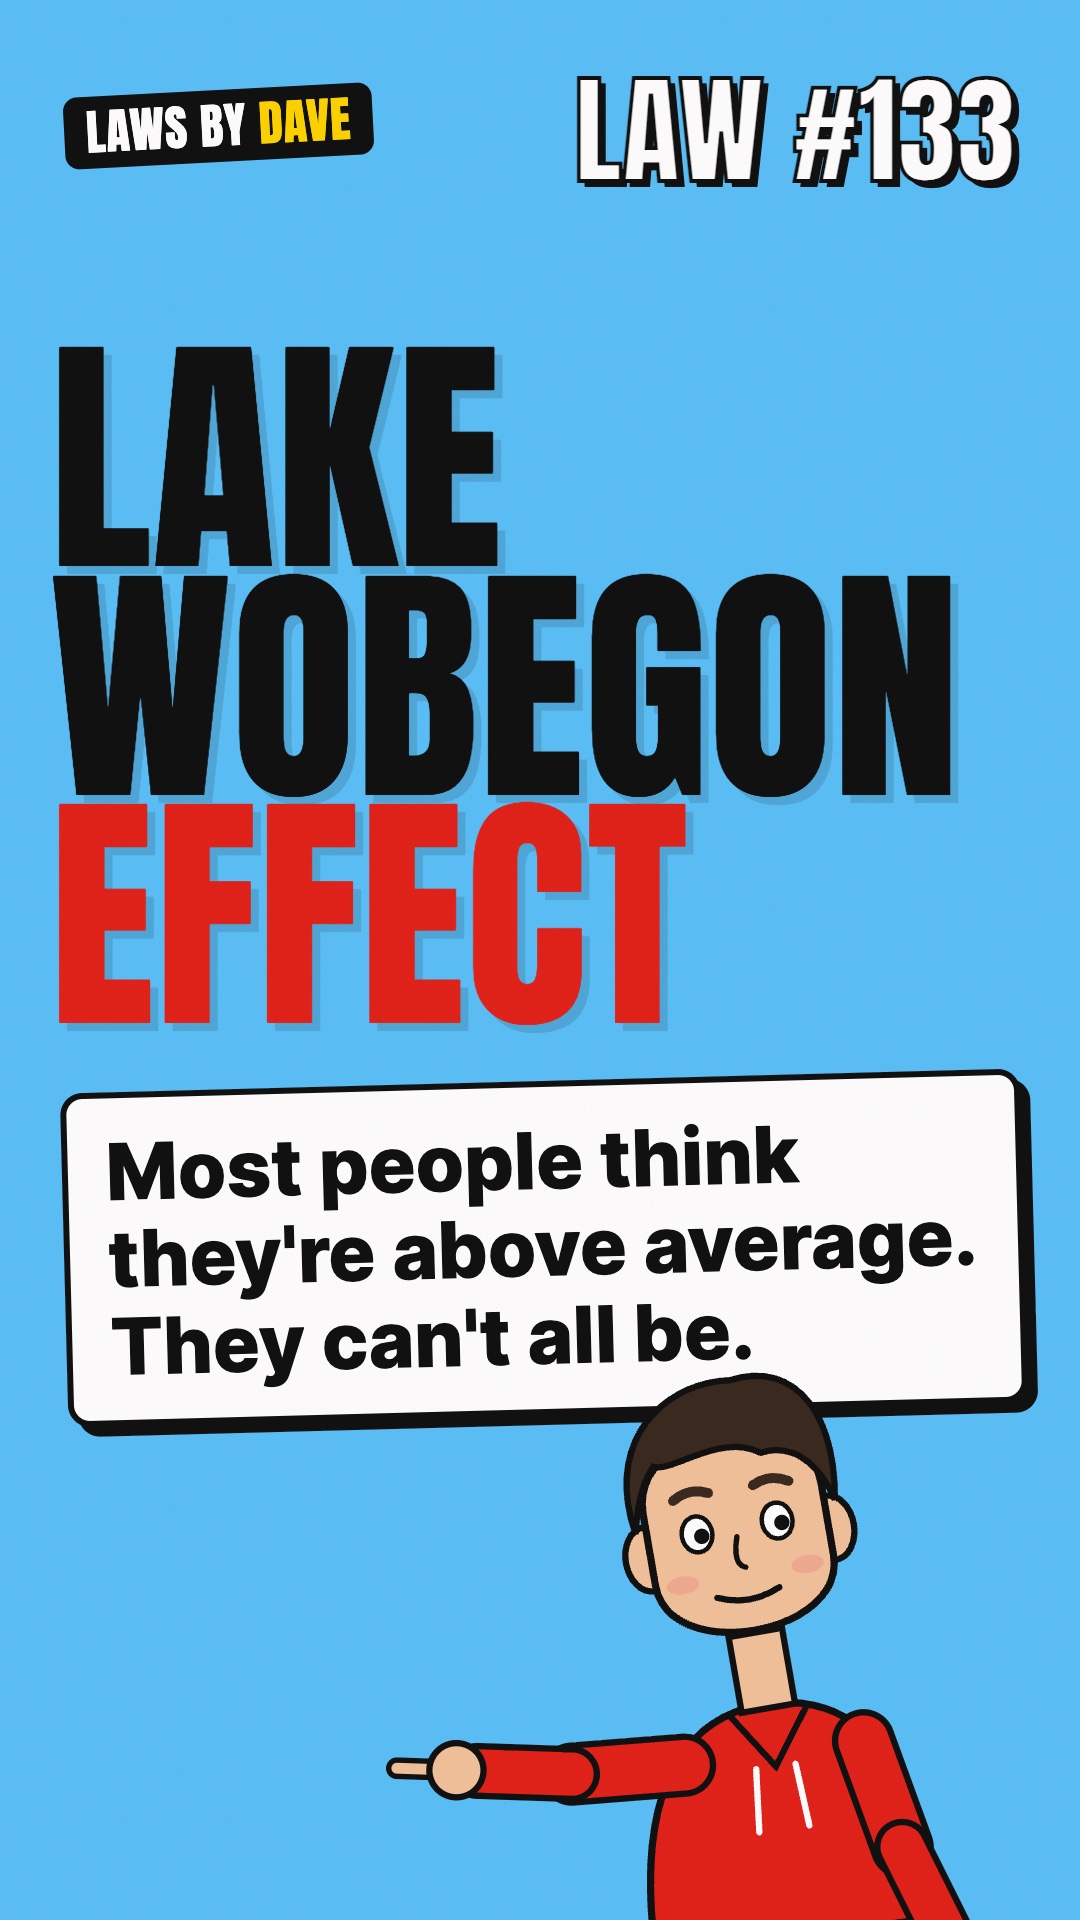 LAWS BY DAVE
LAW #133
LAKE
WOBEGON
EFFECT
Most people think
they're above average.
They can't all be.